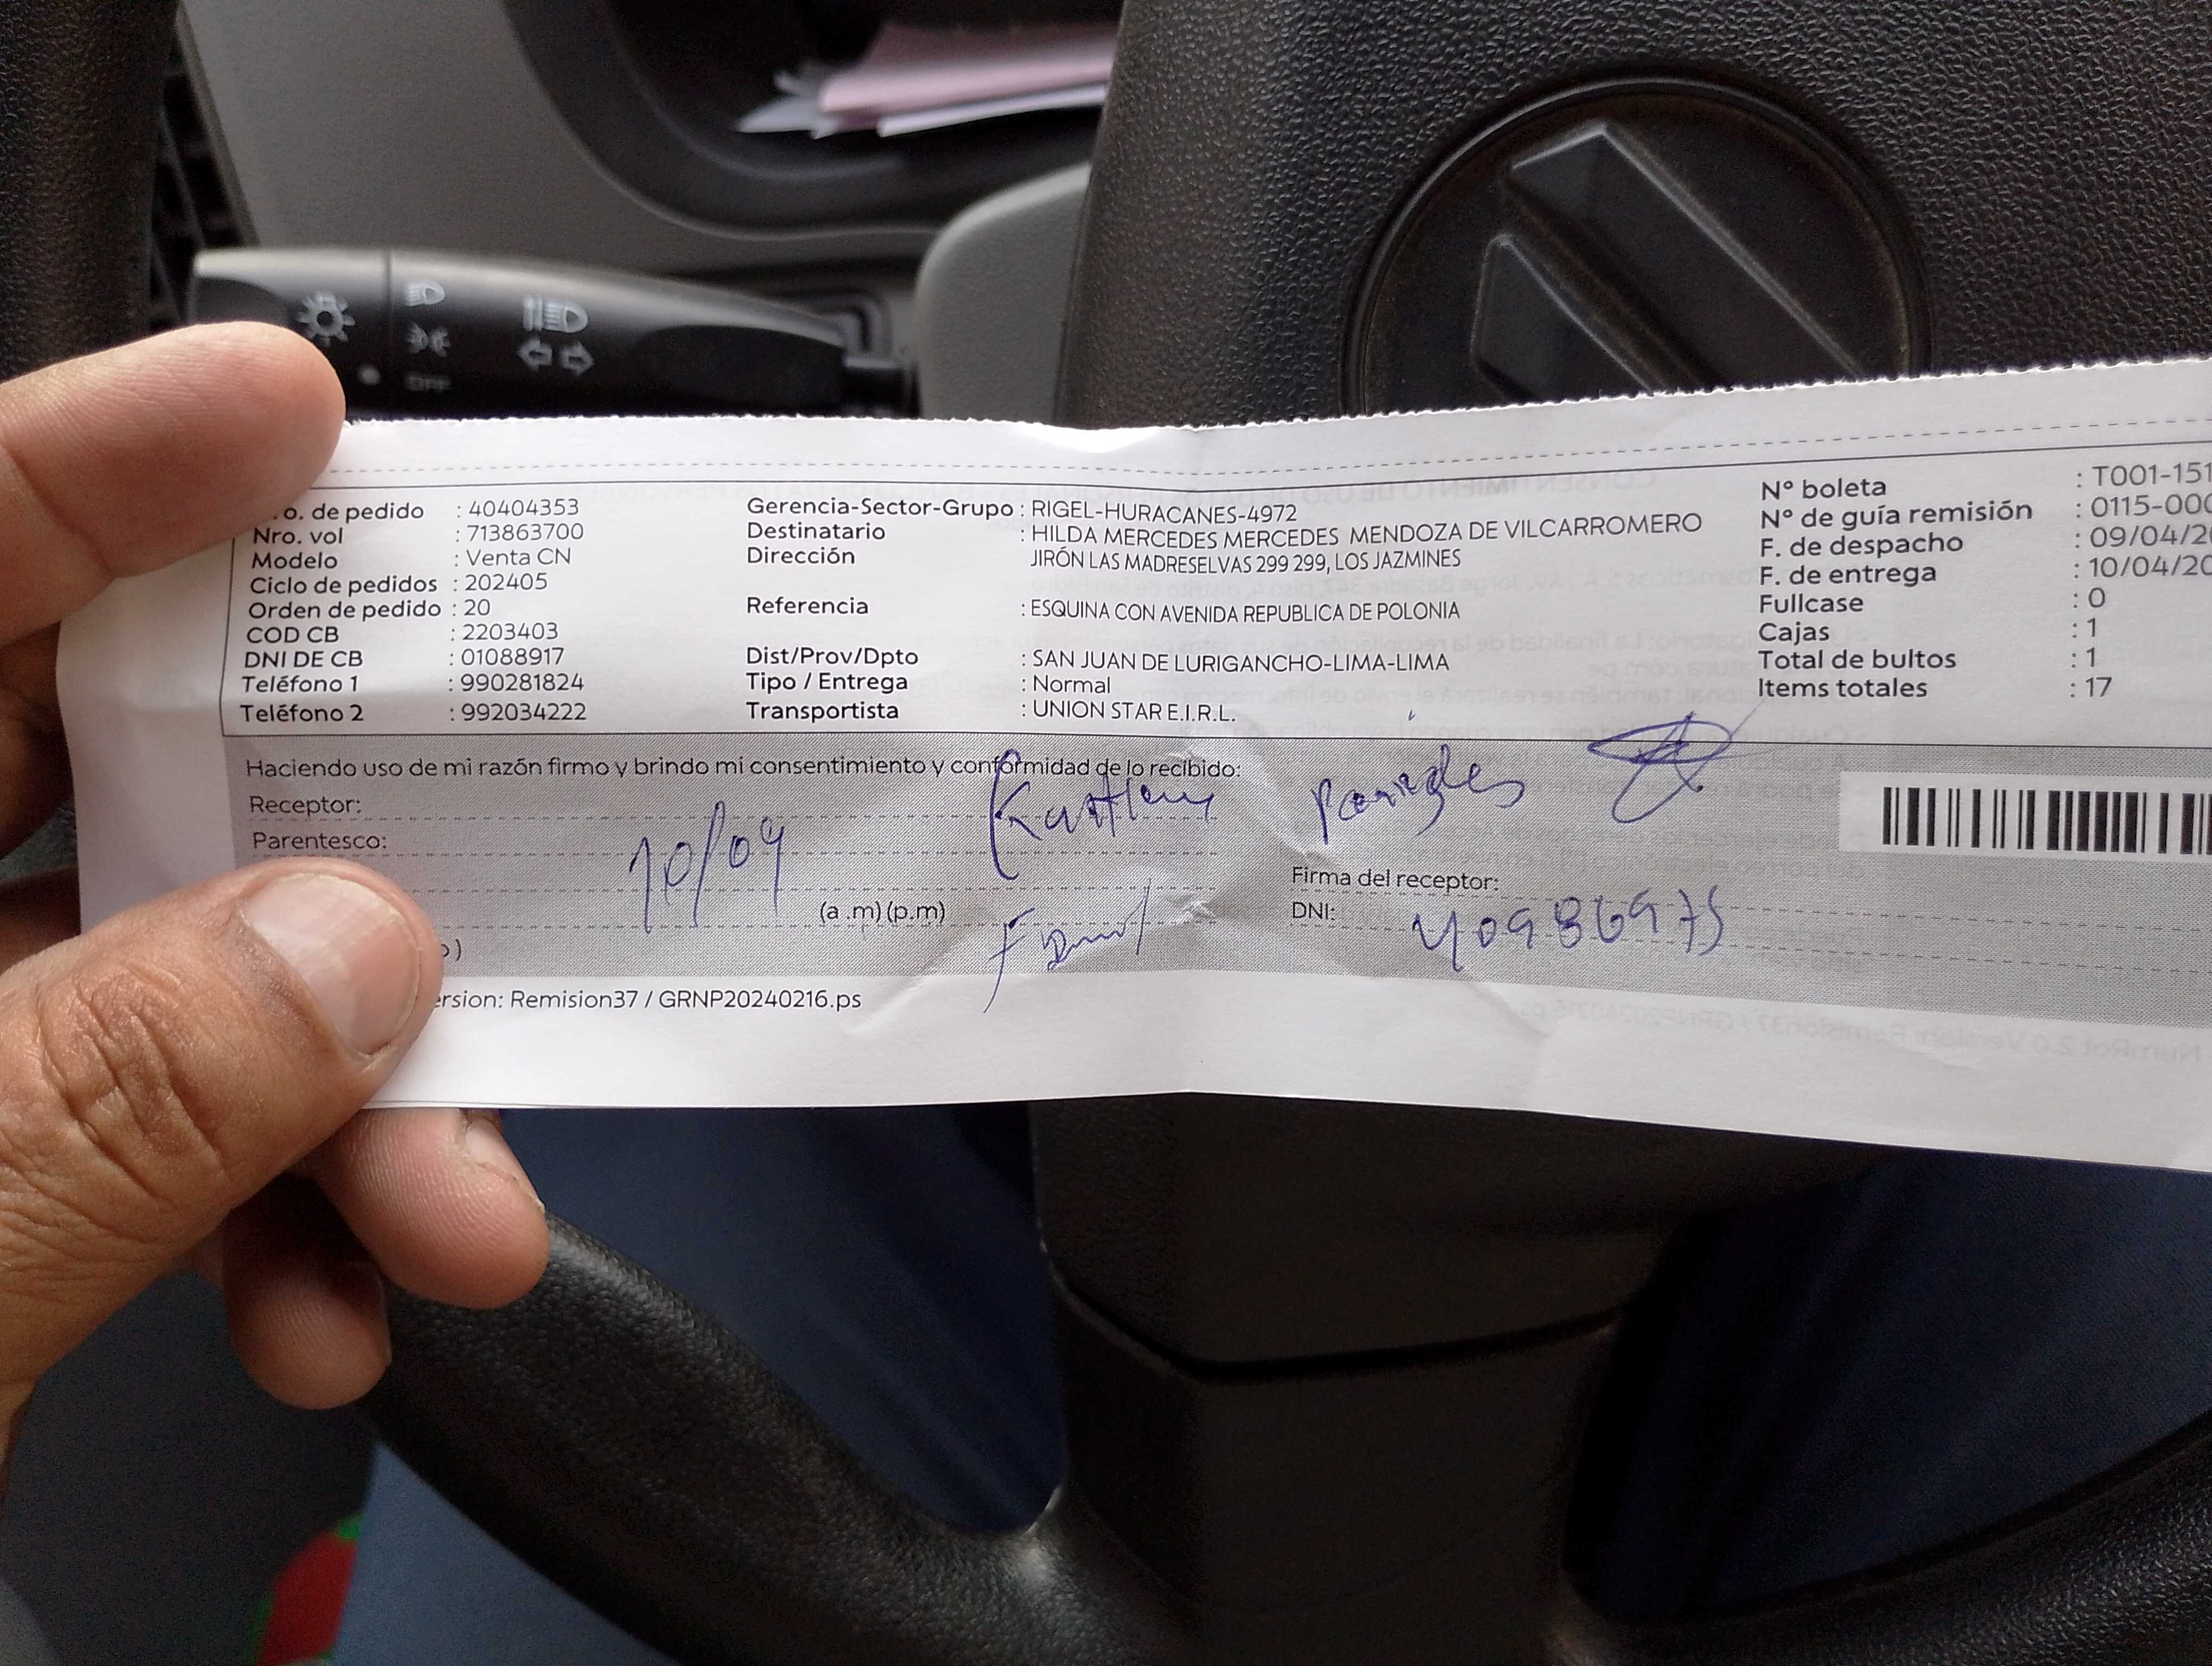 o. de pedido : 40404353
Nro. vol : 713863700
Modelo : Venta CN
Ciclo de pedidos : 202405
Orden de pedido : 20
COD CB : 2203403
DNI DE CB : 01088917
Teléfono 1 : 990281824
Teléfono 2 : 992034222
Gerencia-Sector-Grupo : RIGEL-HURACANES-4972
Destinatario : HILDA MERCEDES MERCEDES MENDOZA DE VILCARROMERO
Dirección JIRÓN LAS MADRESELVAS 299 299, LOS JAZMINES
Referencia : ESQUINA CON AVENIDA REPUBLICA DE POLONIA
Dist/Prov/Dpto : SAN JUAN DE LURIGANCHO-LIMA-LIMA
Tipo / Entrega : Normal
Transportista : UNION STAR E.I.R.L.
N° boleta : T001-151
N° de guía remisión : 0115-000
F. de despacho : 09/04/20
F. de entrega : 10/04/20
Fullcase : 0
Cajas : 1
Total de bultos : 1
Items totales : 17
Haciendo uso de mi razón firmo y brindo mi consentimiento y conformidad de lo recibido:
Receptor:
Parentesco:
10/04
(a .m) (p.m)
Firma del receptor:
DNI: 40986975
ersion: Remision37 / GRNP20240216.ps
OFF